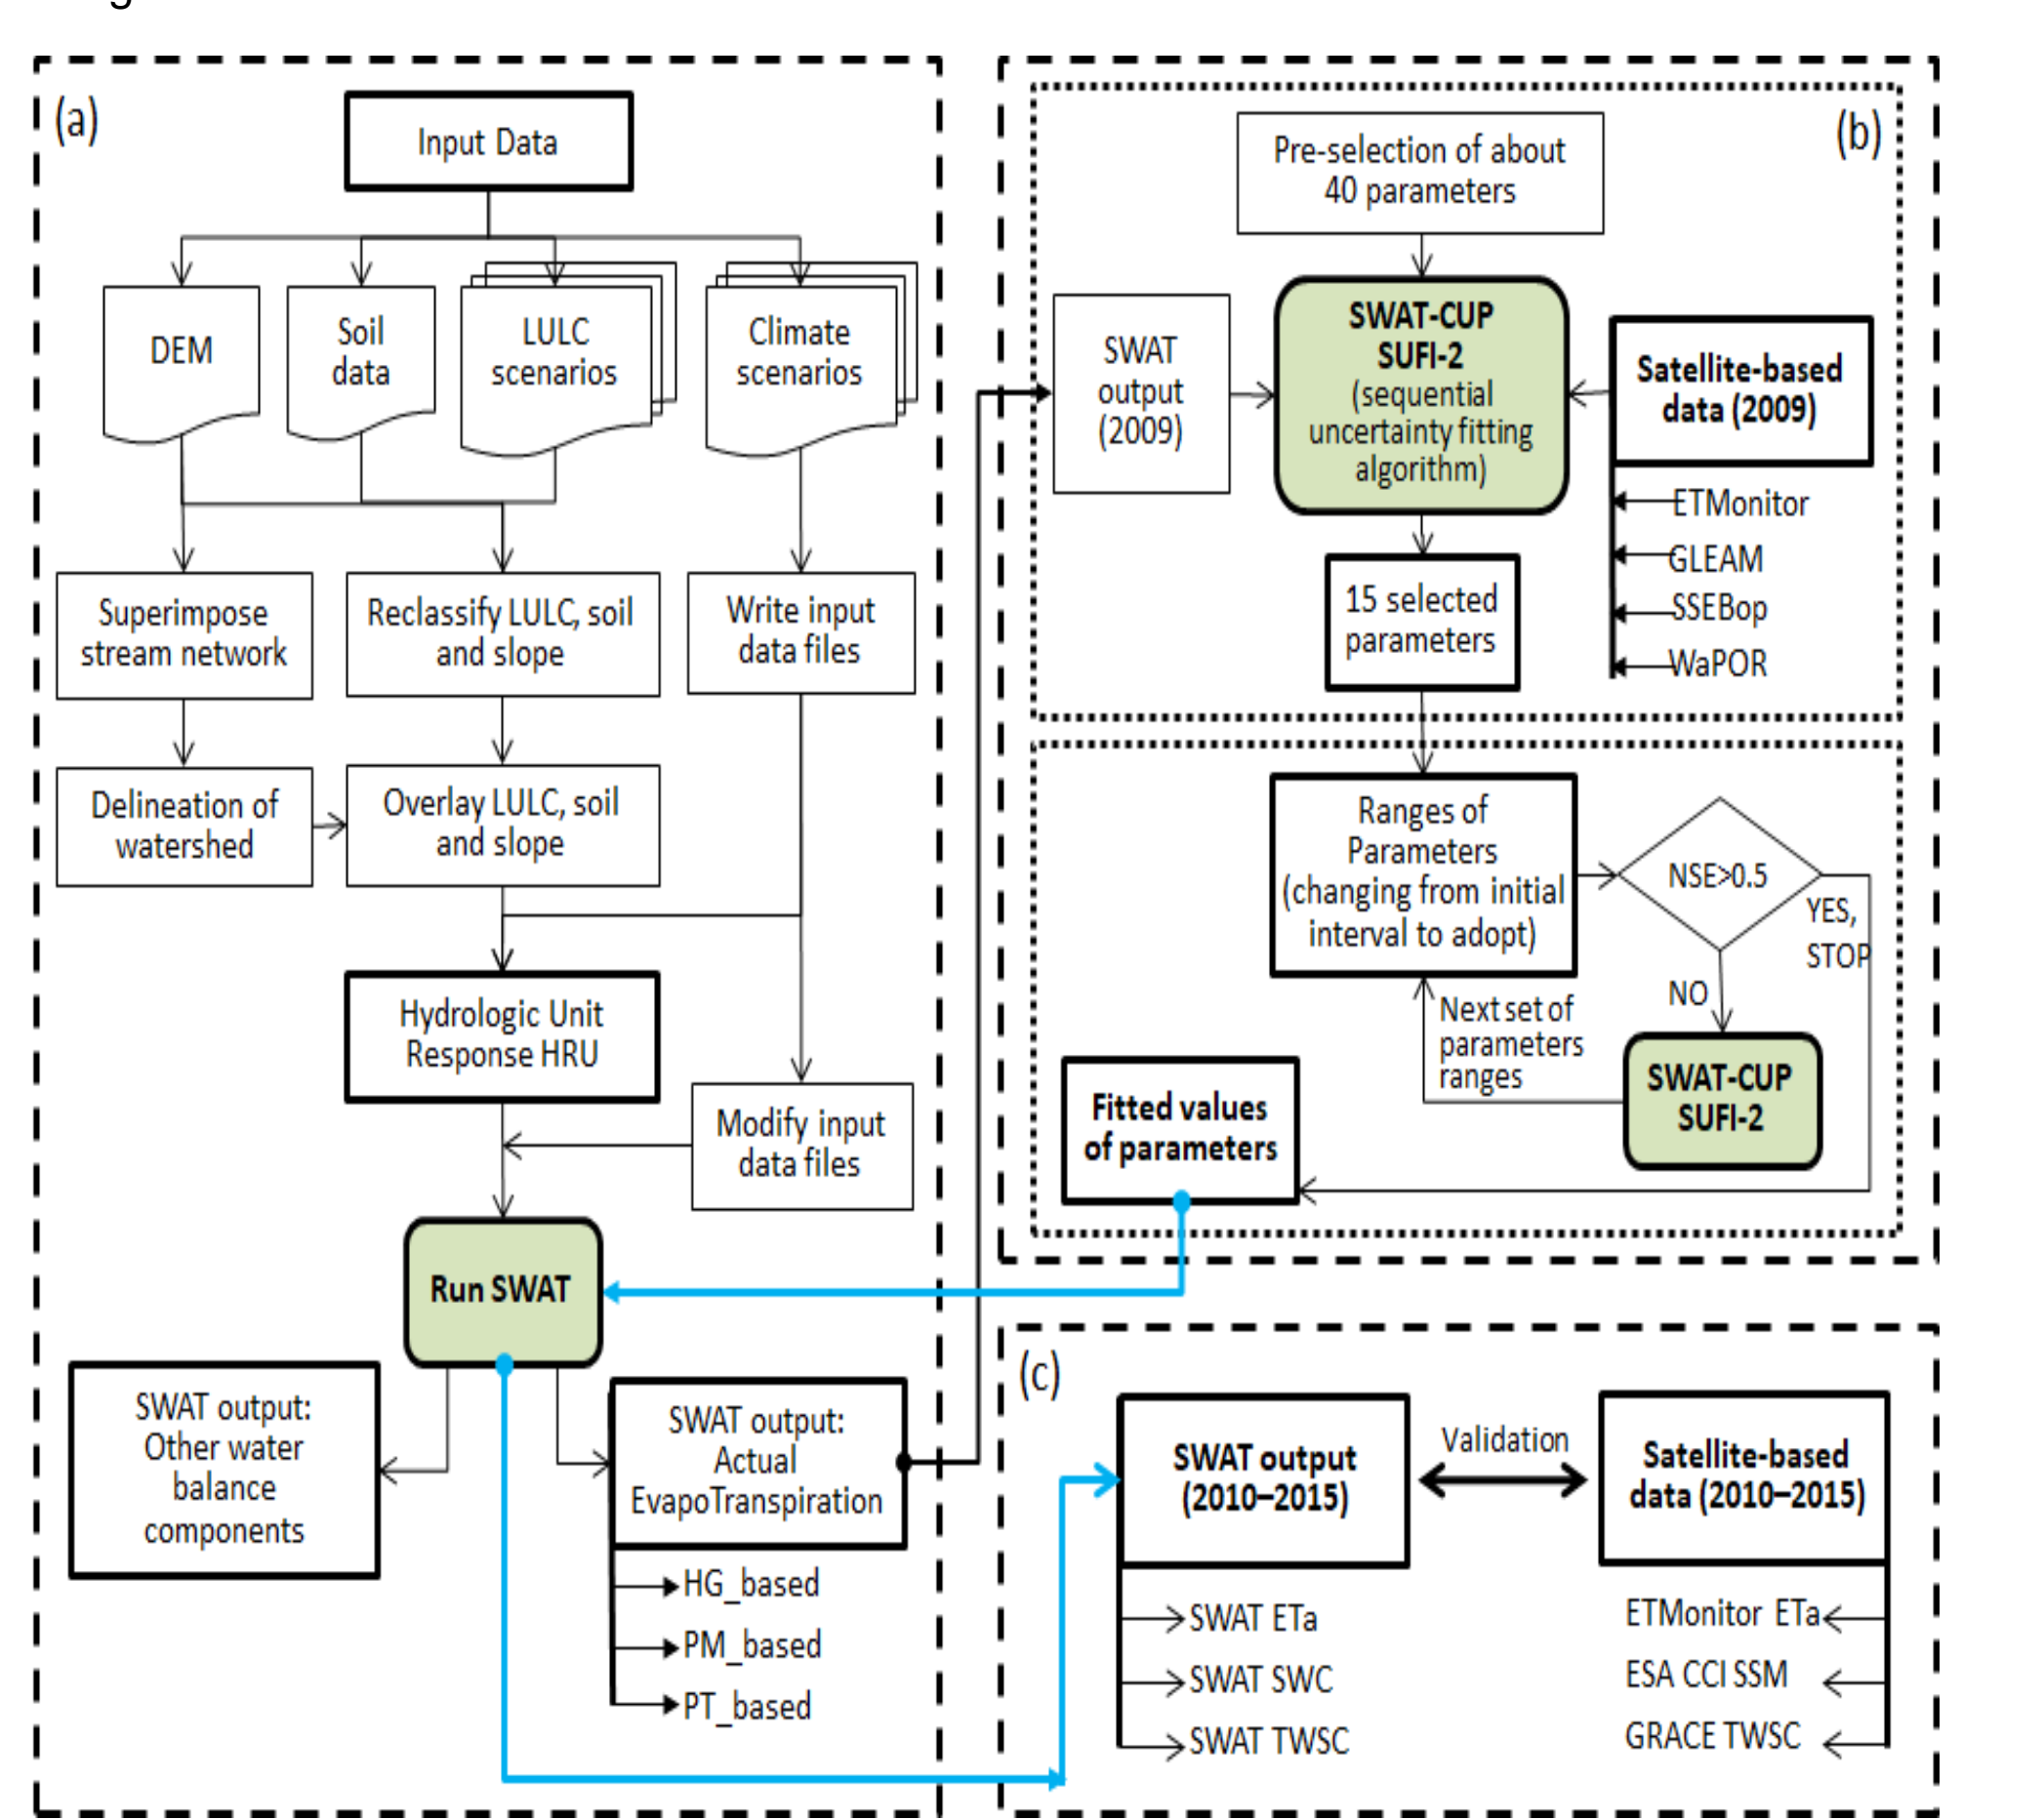 (a)
Input Data
DEM
Soil
data
LULC
scenarios
Climate
scenarios
Superimpose
stream network
Reclassify LULC, soil
and slope
Write input
data files
Delineation of
watershed
Overlay LULC, soil
and slope
Hydrologic Unit
Response HRU
Modify input
data files
Run SWAT
SWAT output:
Other water
balance
components
SWAT output:
Actual
EvapoTranspiration
HG_based
PM_based
PT_based
(b)
Pre-selection of about
40 parameters
SWAT
output
(2009)
SWAT-CUP
SUFI-2
(sequential
uncertainty fitting
algorithm)
Satellite-based
data (2009)
ETMonitor
GLEAM
SSEBop
WaPOR
15 selected
parameters
Ranges of
Parameters
(changing from initial
interval to adopt)
NSE>0.5
YES,
STOP
NO
Next set of
parameters
ranges
SWAT-CUP
SUFI-2
Fitted values
of parameters
(c)
SWAT output
(2010–2015)
Validation
Satellite-based
data (2010–2015)
SWAT ETa
SWAT SWC
SWAT TWSC
ETMonitor ETa
ESA CCI SSM
GRACE TWSC